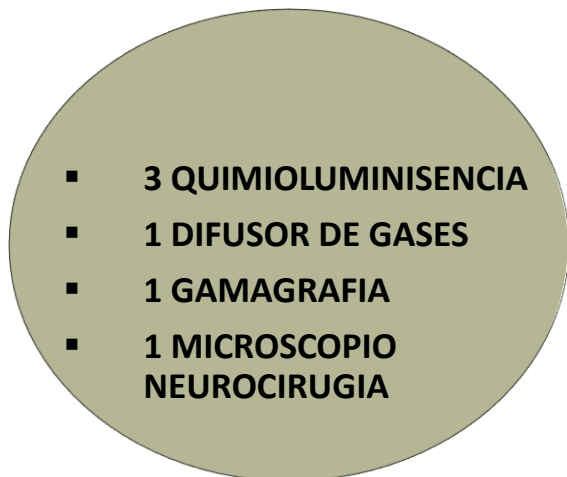 ▪ 3 QUIMIOLUMINISENCIA
▪ 1 DIFUSOR DE GASES
▪ 1 GAMAGRAFIA
▪ 1 MICROSCOPIO
NEUROCIRUGIA